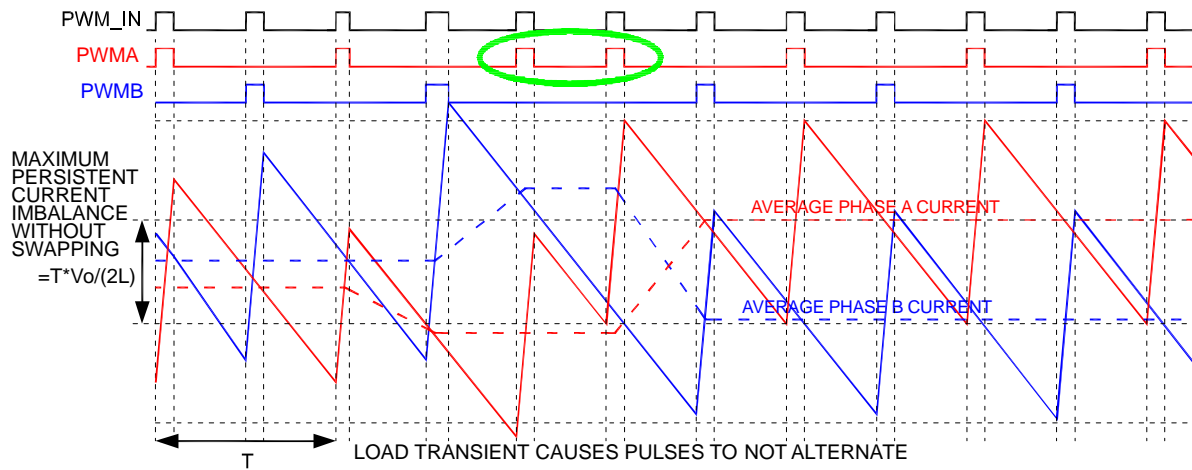 PWM_IN
PWMA
PWMB
MAXIMUM
PERSISTENT
CURRENT
IMBALANCE
WITHOUT
SWAPPING
=T*Vo/(2L)
AVERAGE PHASE A CURRENT
AVERAGE PHASE B CURRENT
T
LOAD TRANSIENT CAUSES PULSES TO NOT ALTERNATE